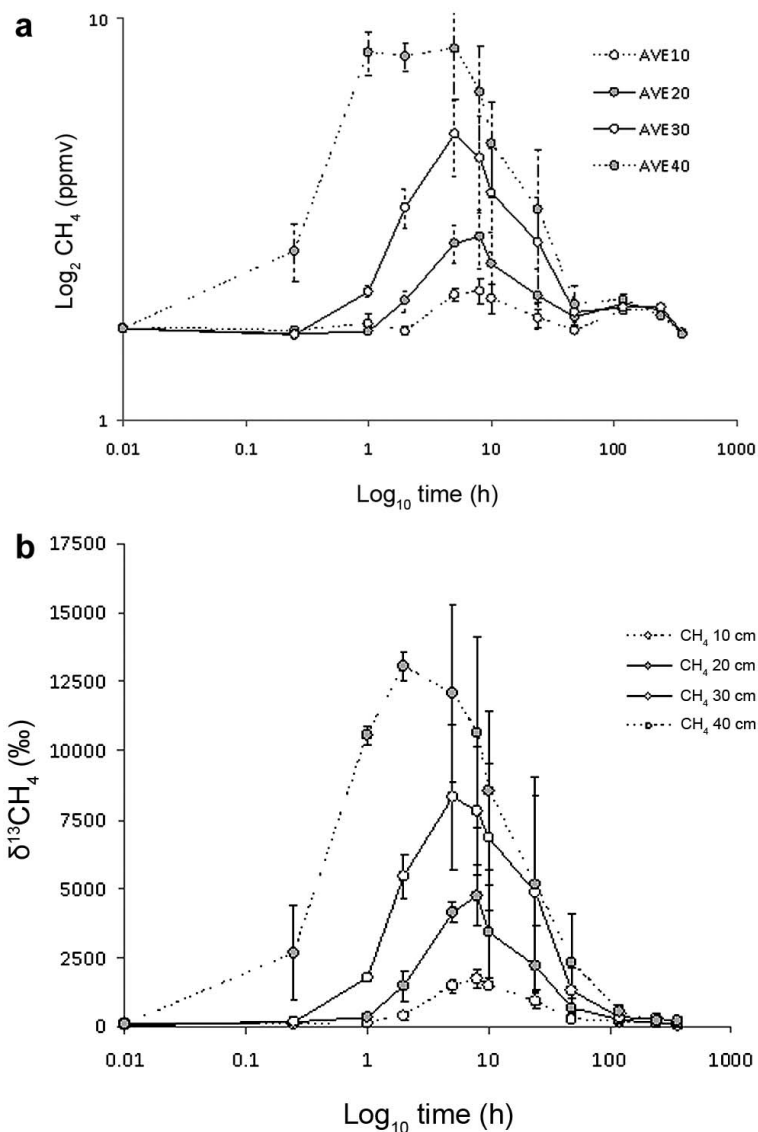 a
10
AVE10
AVE20
AVE30
AVE40
Log₂ CH₄ (ppmv)
1
0.01 0.1 1 10 100 1000
Log₁₀ time (h)
b
17500
15000
12500
10000
7500
5000
2500
0
δ¹³CH₄ (‰)
CH₄ 10 cm
CH₄ 20 cm
CH₄ 30 cm
CH₄ 40 cm
0.01 0.1 1 10 100 1000
Log₁₀ time (h)